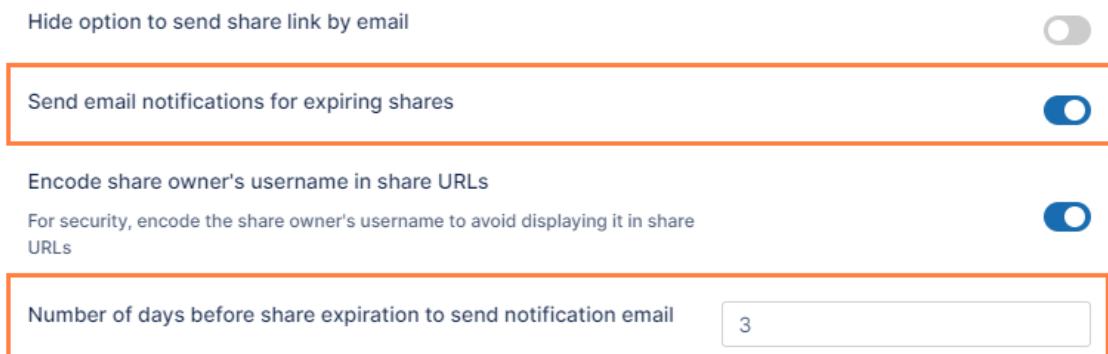 Hide option to send share link by email
Send email notifications for expiring shares
Encode share owner's username in share URLs
For security, encode the share owner's username to avoid displaying it in share
URLs
Number of days before share expiration to send notification email
3